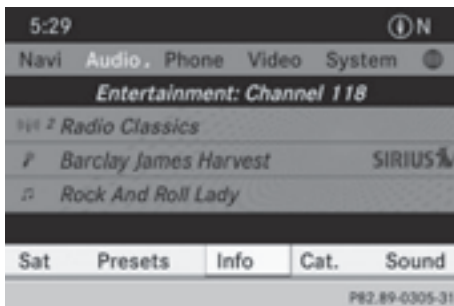 5:29 N
Navi Audio Phone Video System
Entertainment: Channel 118
2 Radio Classics
Barclay James Harvest SIRIUS
Rock And Roll Lady
Sat Presets Info Cat. Sound
P82.89-0305-31